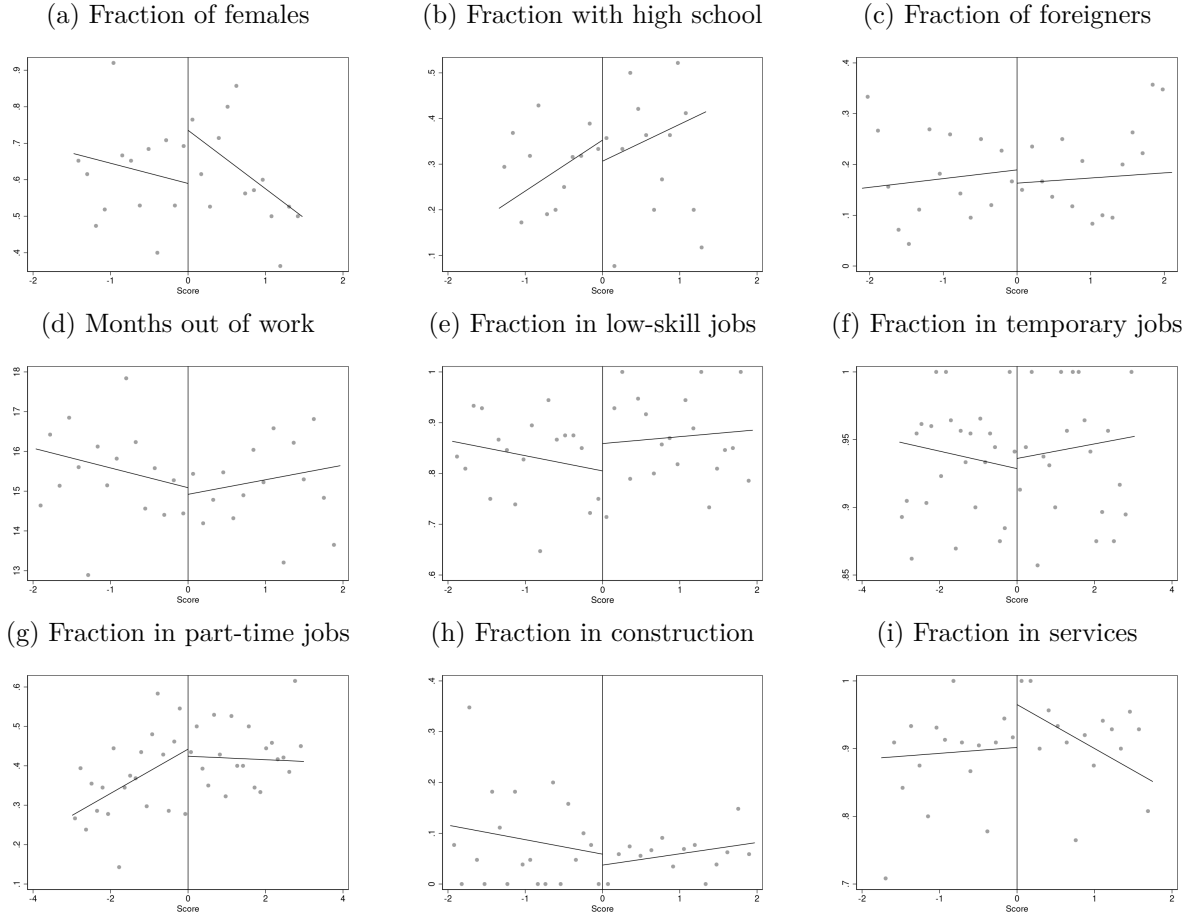 (a) Fraction of females
(b) Fraction with high school
(c) Fraction of foreigners
.9
.8
.7
.6
.5
.4
-2 -1 0 1 2
Score
.5
.4
.3
.2
.1
-2 -1 0 1 2
Score
.4
.3
.2
.1
0
-2 -1 0 1 2
Score
(d) Months out of work
(e) Fraction in low-skill jobs
(f) Fraction in temporary jobs
18
17
16
15
14
13
-2 -1 0 1 2
Score
1
.9
.8
.7
.6
-2 -1 0 1 2
Score
1
.95
.9
.85
-4 -2 0 2 4
Score
(g) Fraction in part-time jobs
(h) Fraction in construction
(i) Fraction in services
.6
.5
.4
.3
.2
.1
-4 -2 0 2 4
Score
.4
.3
.2
.1
0
-2 -1 0 1 2
Score
1
.9
.8
.7
-2 -1 0 1 2
Score